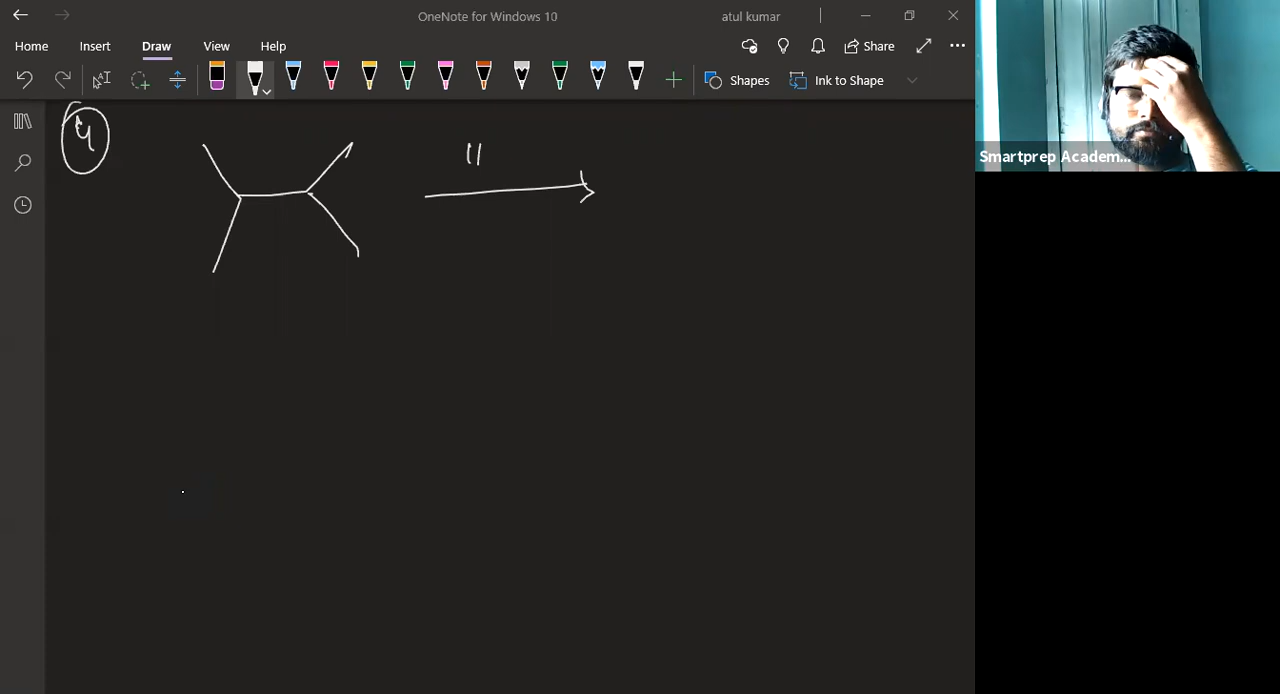 OneNote for Windows 10
atul kumar
Home Insert Draw View Help
Share
Shapes
Ink to Shape
4
11
Smartprep Academ...